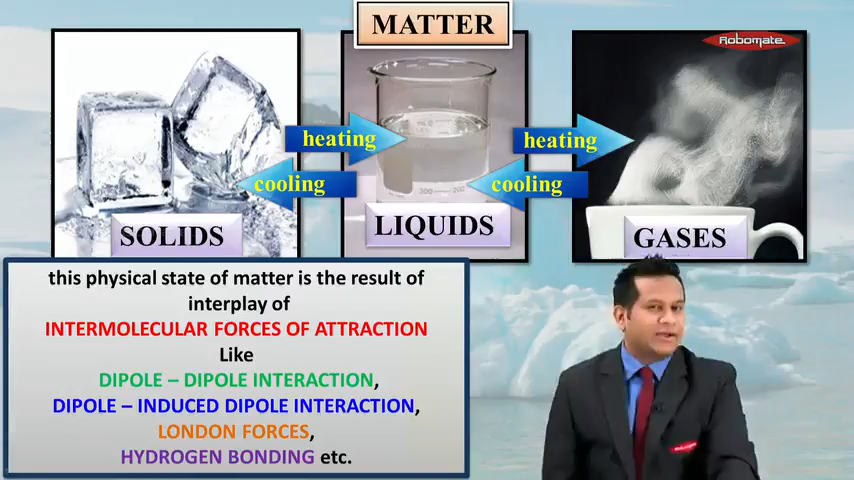 MATTER
Robomate
heating
heating
cooling
cooling
SOLIDS
LIQUIDS
GASES
this physical state of matter is the result of
interplay of
INTERMOLECULAR FORCES OF ATTRACTION
Like
DIPOLE – DIPOLE INTERACTION,
DIPOLE – INDUCED DIPOLE INTERACTION,
LONDON FORCES,
HYDROGEN BONDING etc.